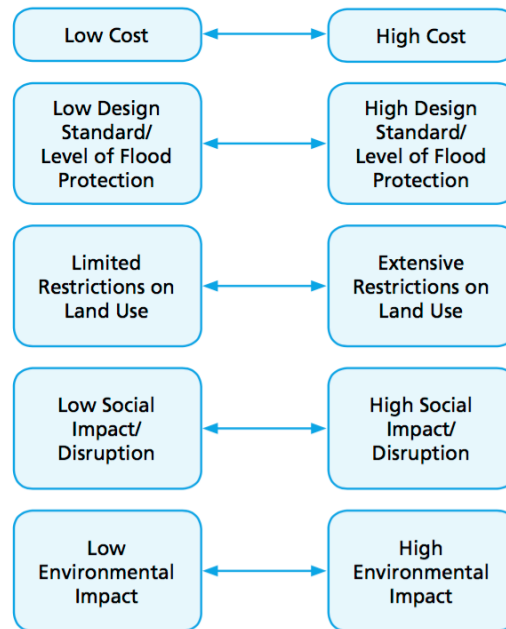 Low Cost
High Cost
Low Design
Standard/
Level of Flood
Protection
High Design
Standard/
Level of Flood
Protection
Limited
Restrictions on
Land Use
Extensive
Restrictions on
Land Use
Low Social
Impact/
Disruption
High Social
Impact/
Disruption
Low
Environmental
Impact
High
Environmental
Impact